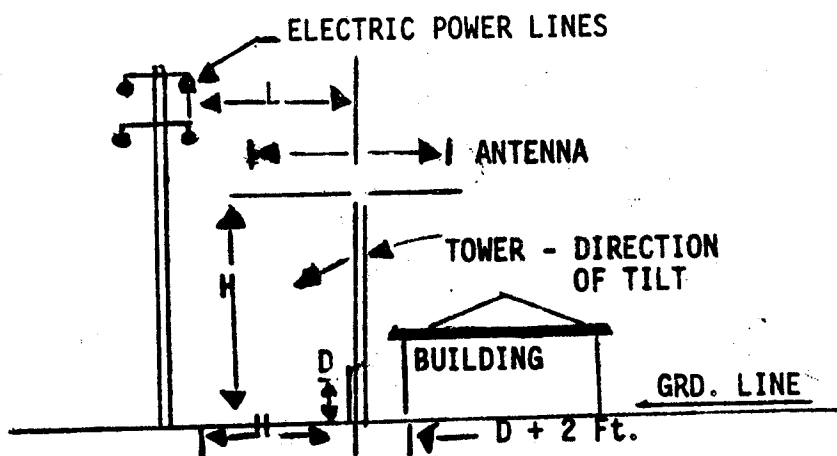 ELECTRIC POWER LINES
L
ANTENNA
H
TOWER - DIRECTION
OF TILT
D
BUILDING
GRD. LINE
H
D + 2 Ft.